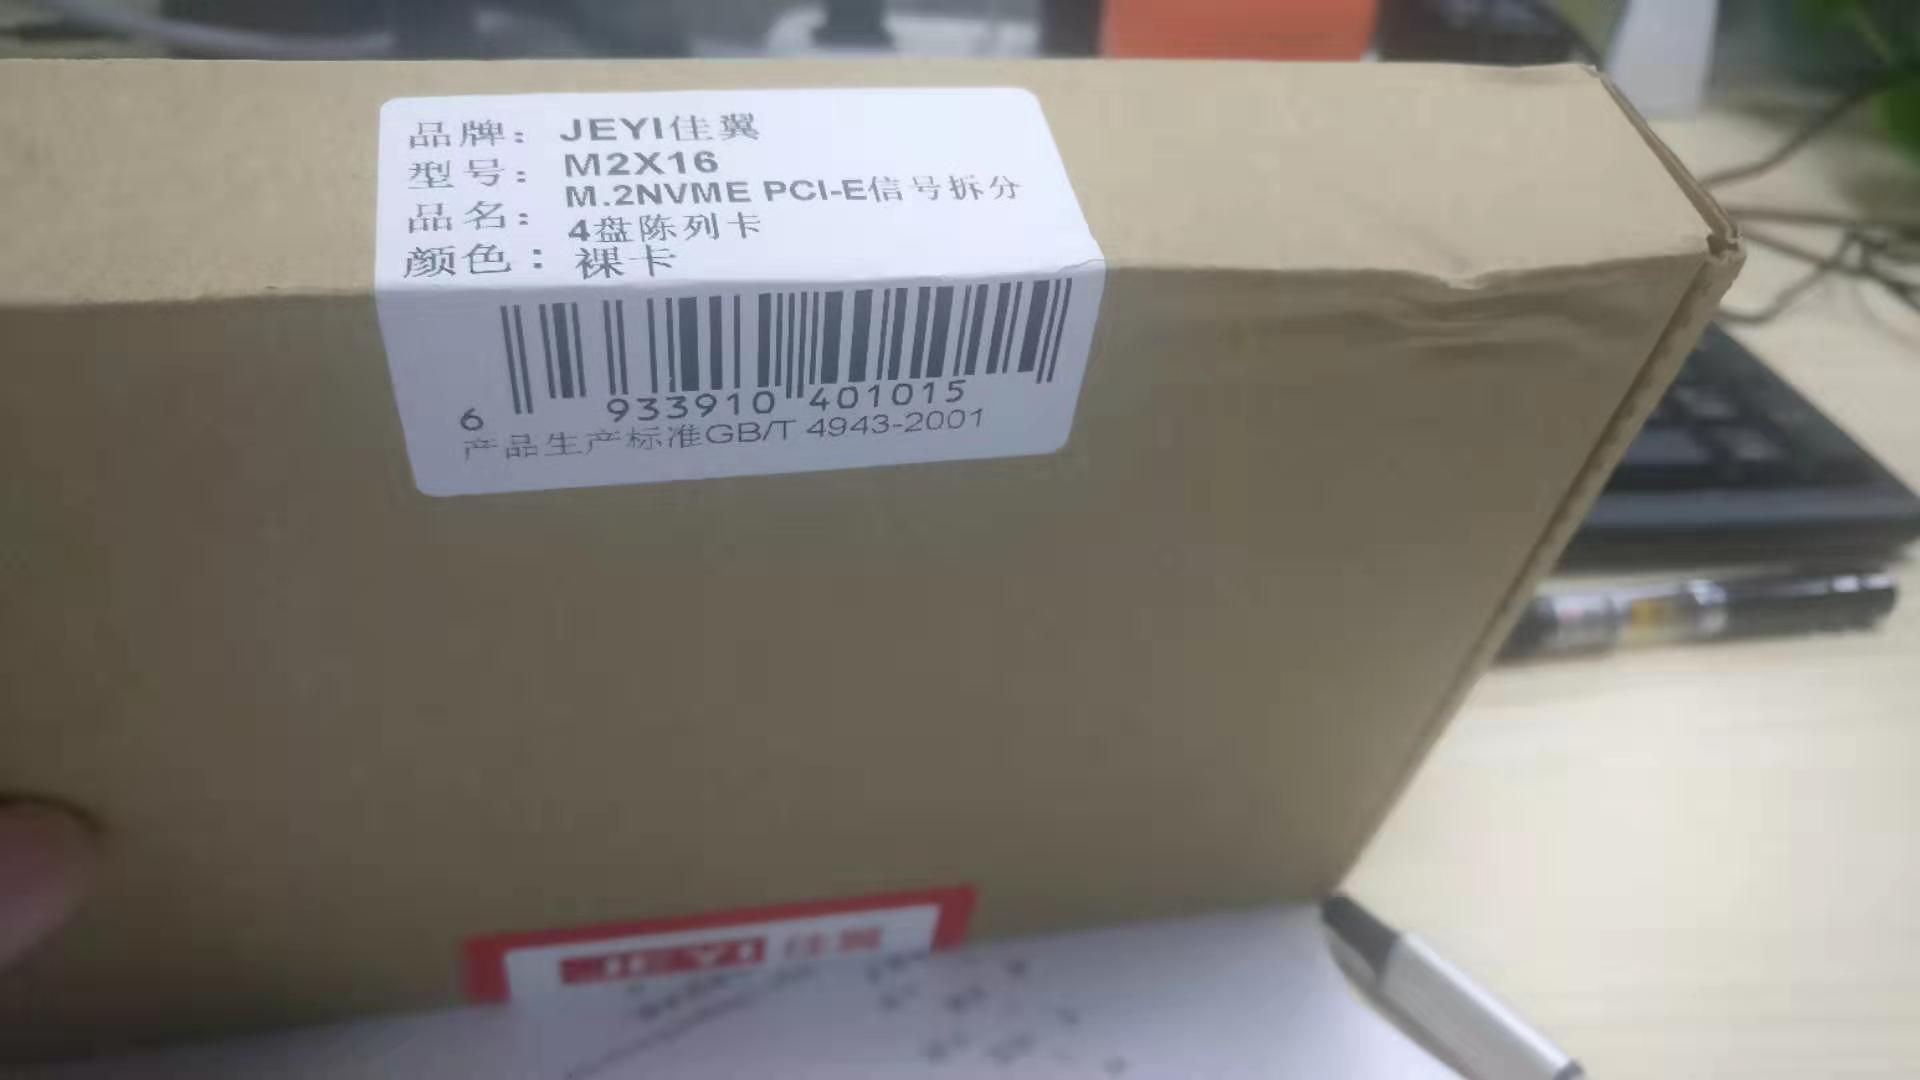 品牌： JEYI佳翼
型号： M2X16
品名： M.2NVME PCI-E信号拆分
4盘陈列卡
颜色： 裸卡
6 933910 401015
产品生产标准GB/T 4943-2001
JEYI 佳翼